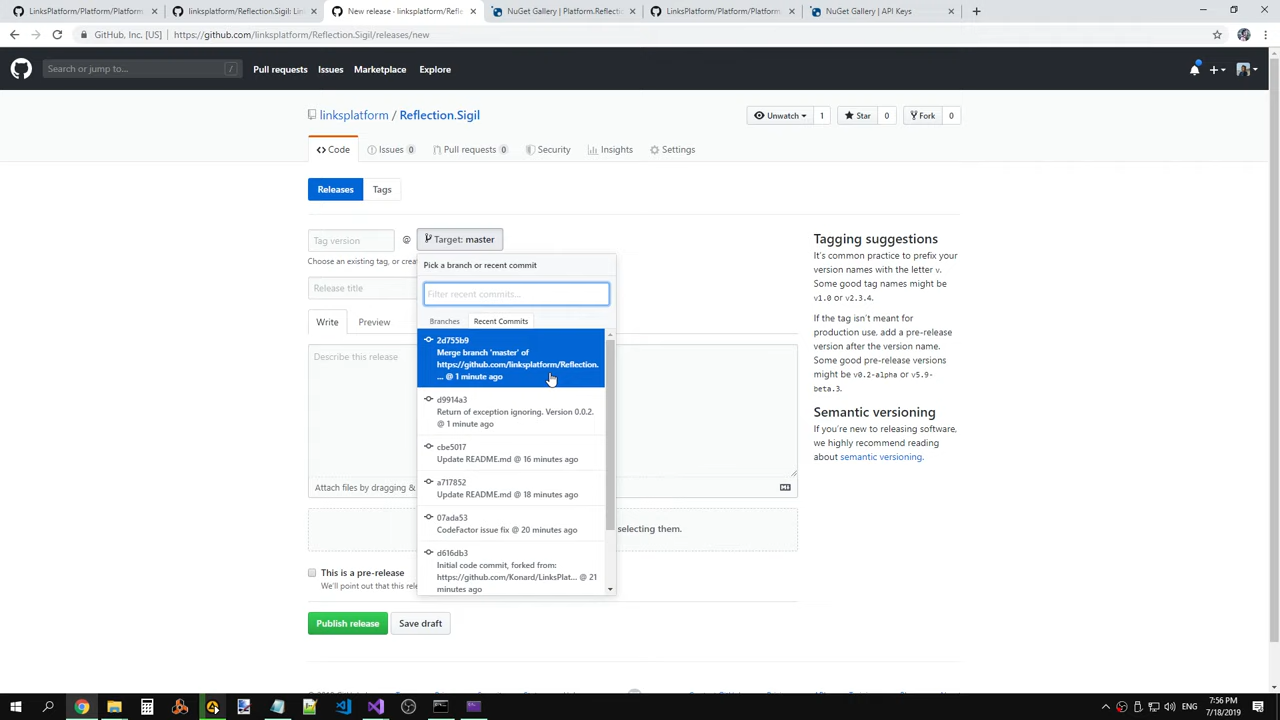 LinksPlatform/Platform/Platform.
linksplatform/Reflection.Sigil: Lin
New release - linksplatform/Refle
NuGet Gallery | Platform.Reflectio
LinksPlatform/Platform/Platform.
NuGet Gallery | API Keys
GitHub, Inc. [US] | https://github.com/linksplatform/Reflection.Sigil/releases/new
Search or jump to... /
Pull requests Issues Marketplace Explore
linksplatform / Reflection.Sigil
Unwatch 1 Star 0 Fork 0
Code Issues 0 Pull requests 0 Security Insights Settings
Releases Tags
Tag version @ Target: master
Choose an existing tag, or crea
Release title
Write Preview
Describe this release
Attach files by dragging &
selecting them.
This is a pre-release
We'll point out that this rele
Publish release Save draft
Pick a branch or recent commit
Filter recent commits...
Branches Recent Commits
2d755b9
Merge branch 'master' of
https://github.com/linksplatform/Reflection.
... @ 1 minute ago
d9914a3
Return of exception ignoring. Version 0.0.2.
@ 1 minute ago
cbe5017
Update README.md @ 16 minutes ago
a717852
Update README.md @ 18 minutes ago
07ada53
CodeFactor issue fix @ 20 minutes ago
d616db3
Initial code commit, forked from:
https://github.com/Konard/LinksPlat... @ 21
minutes ago
Tagging suggestions
It's common practice to prefix your
version names with the letter v.
Some good tag names might be
v1.0 or v2.3.4.
If the tag isn't meant for
production use, add a pre-release
version after the version name.
Some good pre-release versions
might be v0.2-alpha or v5.9-
beta.3.
Semantic versioning
If you're new to releasing software,
we highly recommend reading
about semantic versioning.
ENG
7:56 PM
7/18/2019